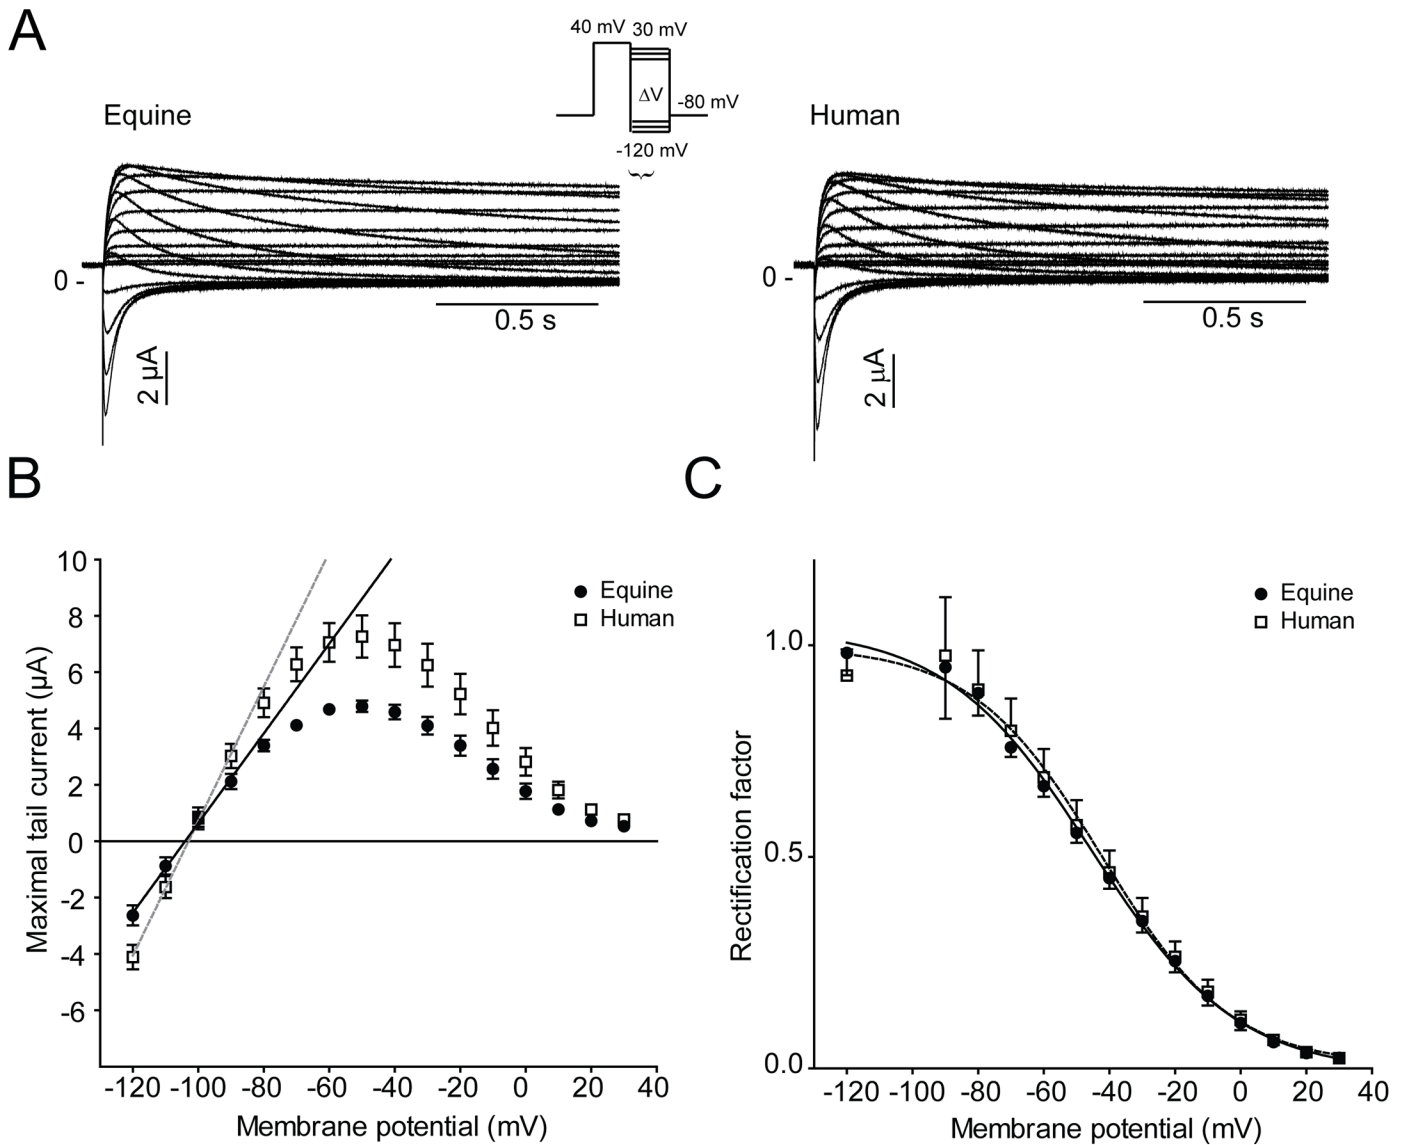 A
40 mV 30 mV
ΔV
-80 mV
-120 mV
Equine
Human
0 -
0 -
0.5 s
0.5 s
2 µA
2 µA
B
C
10
8
6
4
2
0
-2
-4
-6
Maximal tail current (µA)
Equine
Human
-120 -100 -80 -60 -40 -20 0 20 40
Membrane potential (mV)
1.0
0.5
0.0
Rectification factor
Equine
Human
-120 -100 -80 -60 -40 -20 0 20 40
Membrane potential (mV)